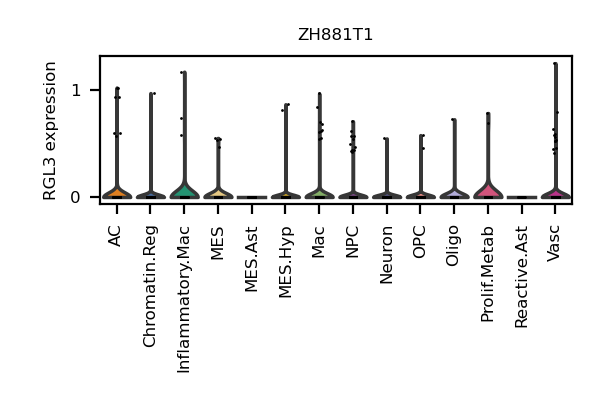 ZH881T1
RGL3 expression
1
0
AC
Chromatin.Reg
Inflammatory.Mac
MES
MES.Ast
MES.Hyp
Mac
NPC
Neuron
OPC
Oligo
Prolif.Metab
Reactive.Ast
Vasc